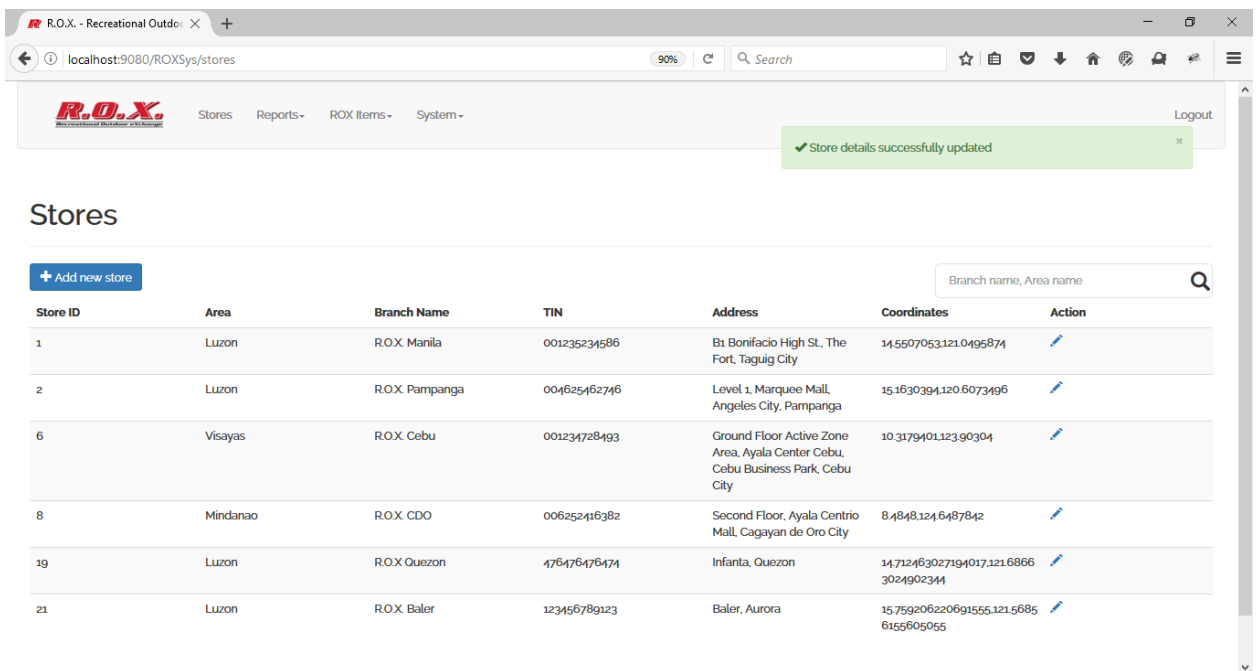 R.O.X. - Recreational Outdoo
localhost:9080/ROXSys/stores 90% Search
R.O.X. Stores Reports ROX Items System Logout
Recreational Outdoor eXchange
Store details successfully updated ×
Stores
Add new store Branch name, Area name
Store ID Area Branch Name TIN Address Coordinates Action
1 Luzon R.O.X. Manila 001235234586 B1 Bonifacio High St., The 14.5507053,121.0495874
Fort, Taguig City
2 Luzon R.O.X. Pampanga 004625462746 Level 1, Marquee Mall, 15.1630394,120.6073496
Angeles City, Pampanga
6 Visayas R.O.X. Cebu 001234728493 Ground Floor Active Zone 10.3179401,123.90304
Area, Ayala Center Cebu,
Cebu Business Park, Cebu
City
8 Mindanao R.O.X. CDO 006252416382 Second Floor, Ayala Centrio 8.4848,124.6487842
Mall, Cagayan de Oro City
19 Luzon R.O.X Quezon 476476476474 Infanta, Quezon 14.712463027194017,121.6866
3024902344
21 Luzon R.O.X. Baler 123456789123 Baler, Aurora 15.759206220691555,121.5685
6155605055